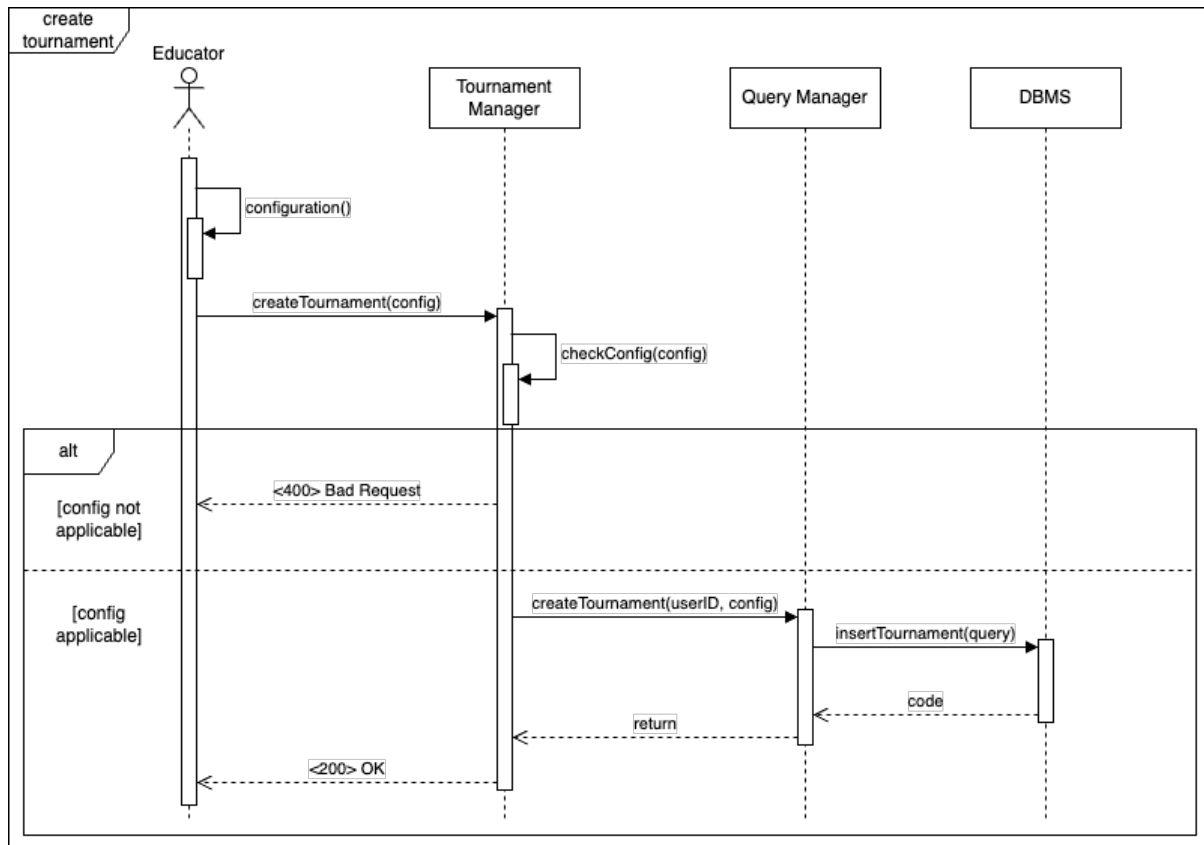 create
tournament
Educator
Tournament
Manager
Query Manager
DBMS
configuration()
createTournament(config)
checkConfig(config)
alt
<400> Bad Request
[config not
applicable]
[config
applicable]
createTournament(userID, config)
insertTournament(query)
code
return
<200> OK